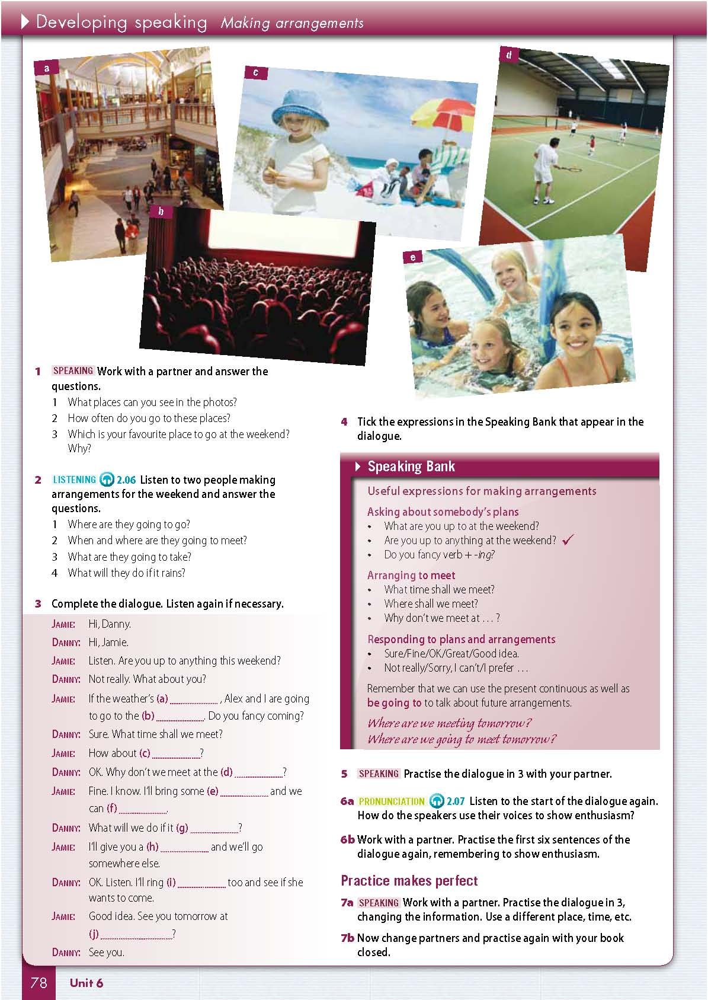 Developing speaking Making arrangements
a
c
d
b
e
1 SPEAKING Work with a partner and answer the
questions.
1 What places can you see in the photos?
2 How often do you go to these places?
3 Which is your favourite place to go at the weekend?
Why?
2 LISTENING 2.06 Listen to two people making
arrangements for the weekend and answer the
questions.
1 Where are they going to go?
2 When and where are they going to meet?
3 What are they going to take?
4 What will they do if it rains?
3 Complete the dialogue. Listen again if necessary.
JAMIE: Hi, Danny.
DANNY: Hi, Jamie.
JAMIE: Listen. Are you up to anything this weekend?
DANNY: Not really. What about you?
JAMIE: If the weather's (a) ____________ , Alex and I are going
to go to the (b) ____________. Do you fancy coming?
DANNY: Sure. What time shall we meet?
JAMIE: How about (c) ____________?
DANNY: OK. Why don't we meet at the (d) ____________?
JAMIE: Fine. I know. I'll bring some (e) ____________ and we
can (f) ____________.
DANNY: What will we do if it (g) ____________?
JAMIE: I'll give you a (h) ____________ and we'll go
somewhere else.
DANNY: OK. Listen. I'll ring (i) ____________ too and see if she
wants to come.
JAMIE: Good idea. See you tomorrow at
(j) __________________?
DANNY: See you.
4 Tick the expressions in the Speaking Bank that appear in the
dialogue.
Speaking Bank
Useful expressions for making arrangements
Asking about somebody's plans
• What are you up to at the weekend?
• Are you up to anything at the weekend? ✓
• Do you fancy verb + -ing?
Arranging to meet
• What time shall we meet?
• Where shall we meet?
• Why don't we meet at … ?
Responding to plans and arrangements
• Sure/Fine/OK/Great/Good idea.
• Not really/Sorry, I can't/I prefer …
Remember that we can use the present continuous as well as
be going to to talk about future arrangements.
Where are we meeting tomorrow?
Where are we going to meet tomorrow?
5 SPEAKING Practise the dialogue in 3 with your partner.
6a PRONUNCIATION 2.07 Listen to the start of the dialogue again.
How do the speakers use their voices to show enthusiasm?
6b Work with a partner. Practise the first six sentences of the
dialogue again, remembering to show enthusiasm.
Practice makes perfect
7a SPEAKING Work with a partner. Practise the dialogue in 3,
changing the information. Use a different place, time, etc.
7b Now change partners and practise again with your book
closed.
78 Unit 6